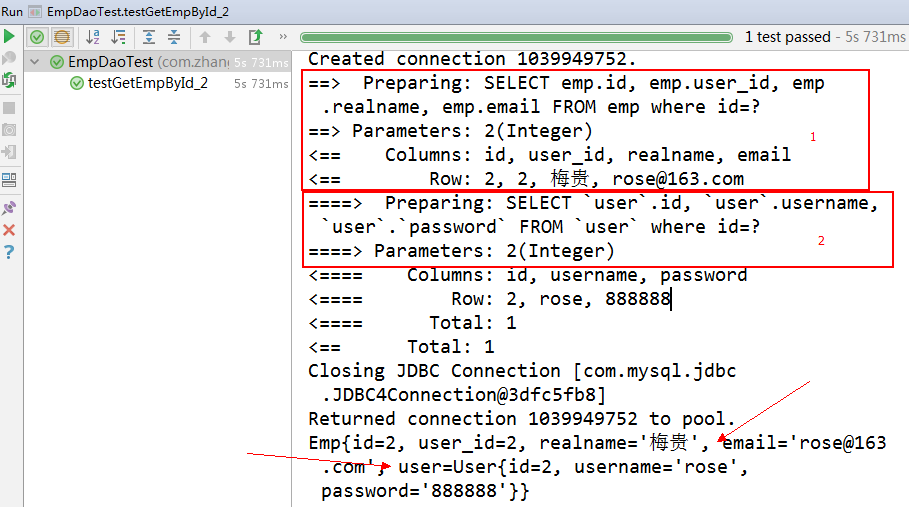 Run EmpDaoTest.testGetEmpById_2
1 test passed - 5s 731ms
EmpDaoTest (com.zhang 5s 731ms
testGetEmpById_2 5s 731ms
Created connection 1039949752.
==>  Preparing: SELECT emp.id, emp.user_id, emp
.realname, emp.email FROM emp where id=?
==> Parameters: 2(Integer)
1
<==    Columns: id, user_id, realname, email
<==        Row: 2, 2, 梅贵, rose@163.com
====>  Preparing: SELECT `user`.id, `user`.username,
`user`.`password` FROM `user` where id=?
2
====> Parameters: 2(Integer)
<====    Columns: id, username, password
<====        Row: 2, rose, 888888
<====      Total: 1
<==      Total: 1
Closing JDBC Connection [com.mysql.jdbc
.JDBC4Connection@3dfc5fb8]
Returned connection 1039949752 to pool.
Emp{id=2, user_id=2, realname='梅贵', email='rose@163
.com', user=User{id=2, username='rose',
password='888888'}}